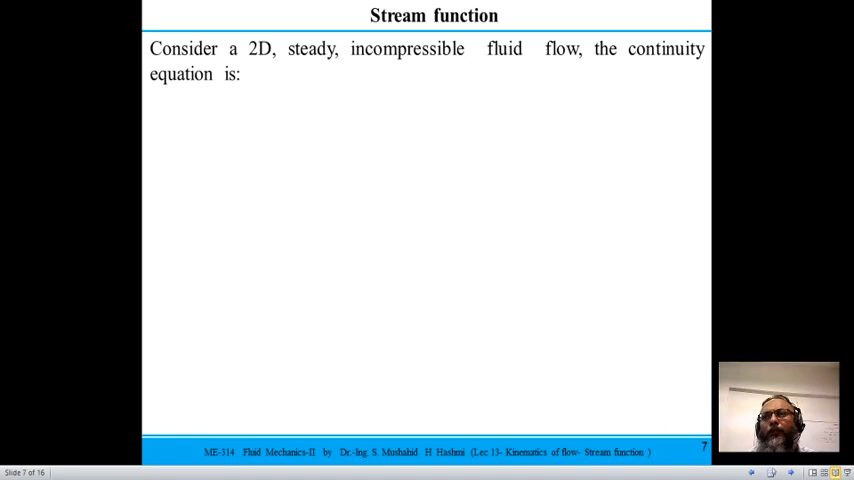 Stream function
Consider a 2D, steady, incompressible fluid flow, the continuity
equation is:
7
ME-314 Fluid Mechanics-II by Dr.-Ing. S. Mushahid H Hashmi (Lec 13- Kinematics of flow- Stream function )
Slide 7 of 16